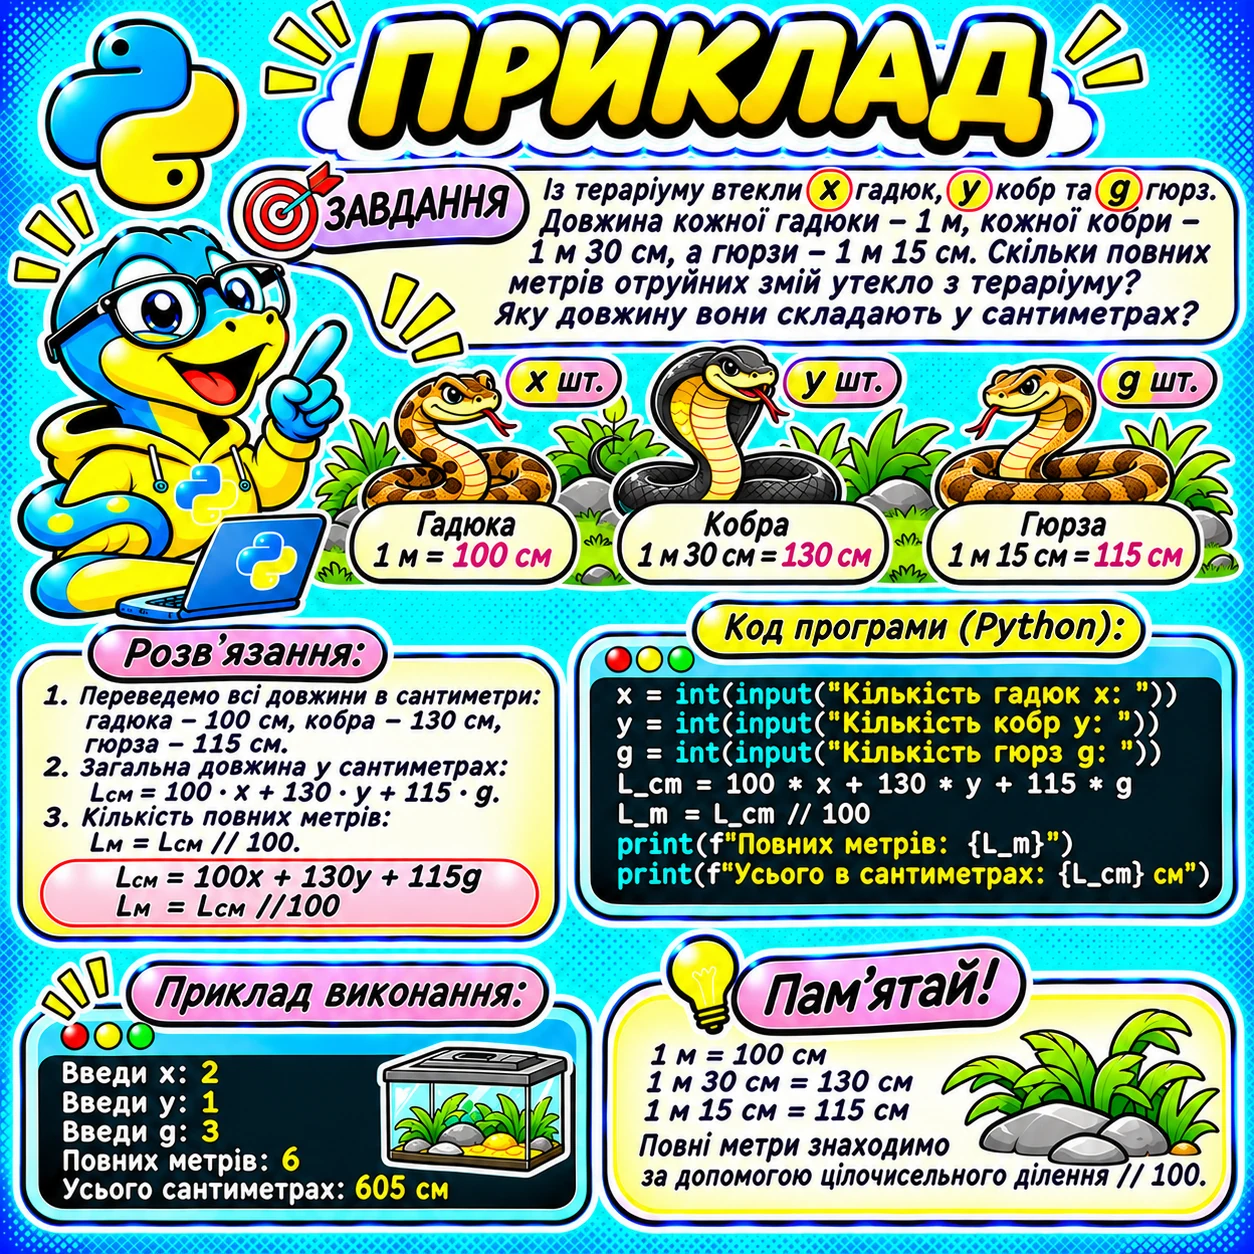 ПРИКЛАД
ЗАВДАННЯ
Із тераріуму втекли x гадюк, y кобр та g гюрз.
Довжина кожної гадюки – 1 м, кожної кобри –
1 м 30 см, а гюрзи – 1 м 15 см. Скільки повних
метрів отруйних змій утекло з тераріуму?
Яку довжину вони складають у сантиметрах?
x шт.
y шт.
g шт.
Гадюка
1 м = 100 см
Кобра
1 м 30 см = 130 см
Гюрза
1 м 15 см = 115 см
Розв'язання:
1. Переведемо всі довжини в сантиметри:
гадюка – 100 см, кобра – 130 см,
гюрза – 115 см.
2. Загальна довжина у сантиметрах:
Lсм = 100 · x + 130 · y + 115 · g.
3. Кількість повних метрів:
Lм = Lсм // 100.
Lсм = 100x + 130y + 115g
Lм = Lсм //100
Код програми (Python):
x = int(input("Кількість гадюк x: "))
y = int(input("Кількість кобр y: "))
g = int(input("Кількість гюрз g: "))
L_cm = 100 * x + 130 * y + 115 * g
L_m = L_cm // 100
print(f"Повних метрів: {L_m}")
print(f"Усього в сантиметрах: {L_cm} см")
Приклад виконання:
Введи x: 2
Введи y: 1
Введи g: 3
Повних метрів: 6
Усього сантиметрах: 605 см
Пам'ятай!
1 м = 100 см
1 м 30 см = 130 см
1 м 15 см = 115 см
Повні метри знаходимо
за допомогою цілочисельного ділення // 100.